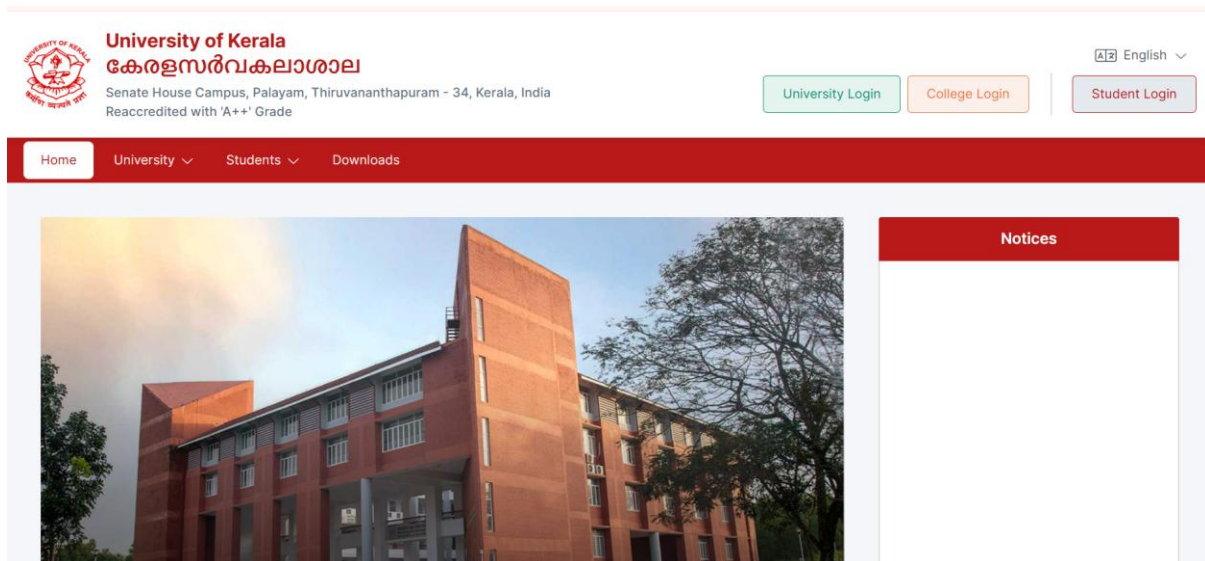 University of Kerala
കേരളസർവകലാശാല
Senate House Campus, Palayam, Thiruvananthapuram - 34, Kerala, India
Reaccredited with 'A++' Grade
English
University Login
College Login
Student Login
Home
University
Students
Downloads
Notices